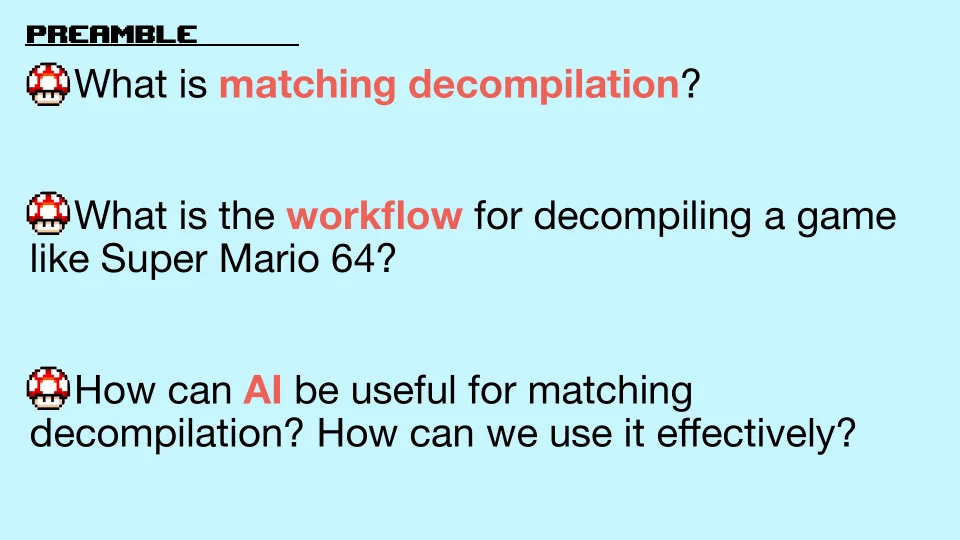 PREAMBLE
What is matching decompilation?
What is the workflow for decompiling a game
like Super Mario 64?
How can AI be useful for matching
decompilation? How can we use it effectively?